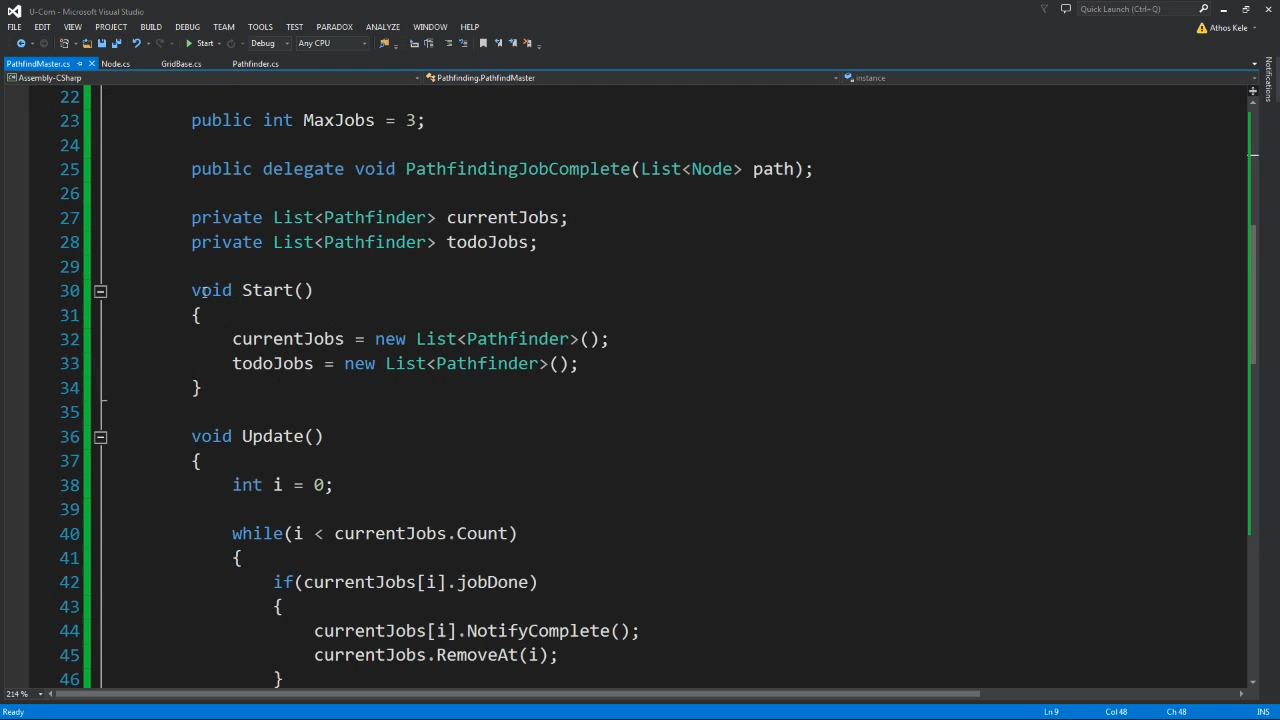 U-Com - Microsoft Visual Studio
Quick Launch (Ctrl+Q)
FILE EDIT VIEW PROJECT BUILD DEBUG TEAM TOOLS TEST PARADOX ANALYZE WINDOW HELP
Athos Kele
Start Debug Any CPU
PathfindMaster.cs Node.cs GridBase.cs Pathfinder.cs
Assembly-CSharp Pathfinding.PathfindMaster instance
Notifications
22
23 public int MaxJobs = 3;
24
25 public delegate void PathfindingJobComplete(List<Node> path);
26
27 private List<Pathfinder> currentJobs;
28 private List<Pathfinder> todoJobs;
29
30 void Start()
31 {
32 currentJobs = new List<Pathfinder>();
33 todoJobs = new List<Pathfinder>();
34 }
35
36 void Update()
37 {
38 int i = 0;
39
40 while(i < currentJobs.Count)
41 {
42 if(currentJobs[i].jobDone)
43 {
44 currentJobs[i].NotifyComplete();
45 currentJobs.RemoveAt(i);
46 }
214 %
Ready Ln 9 Col 48 Ch 48 INS